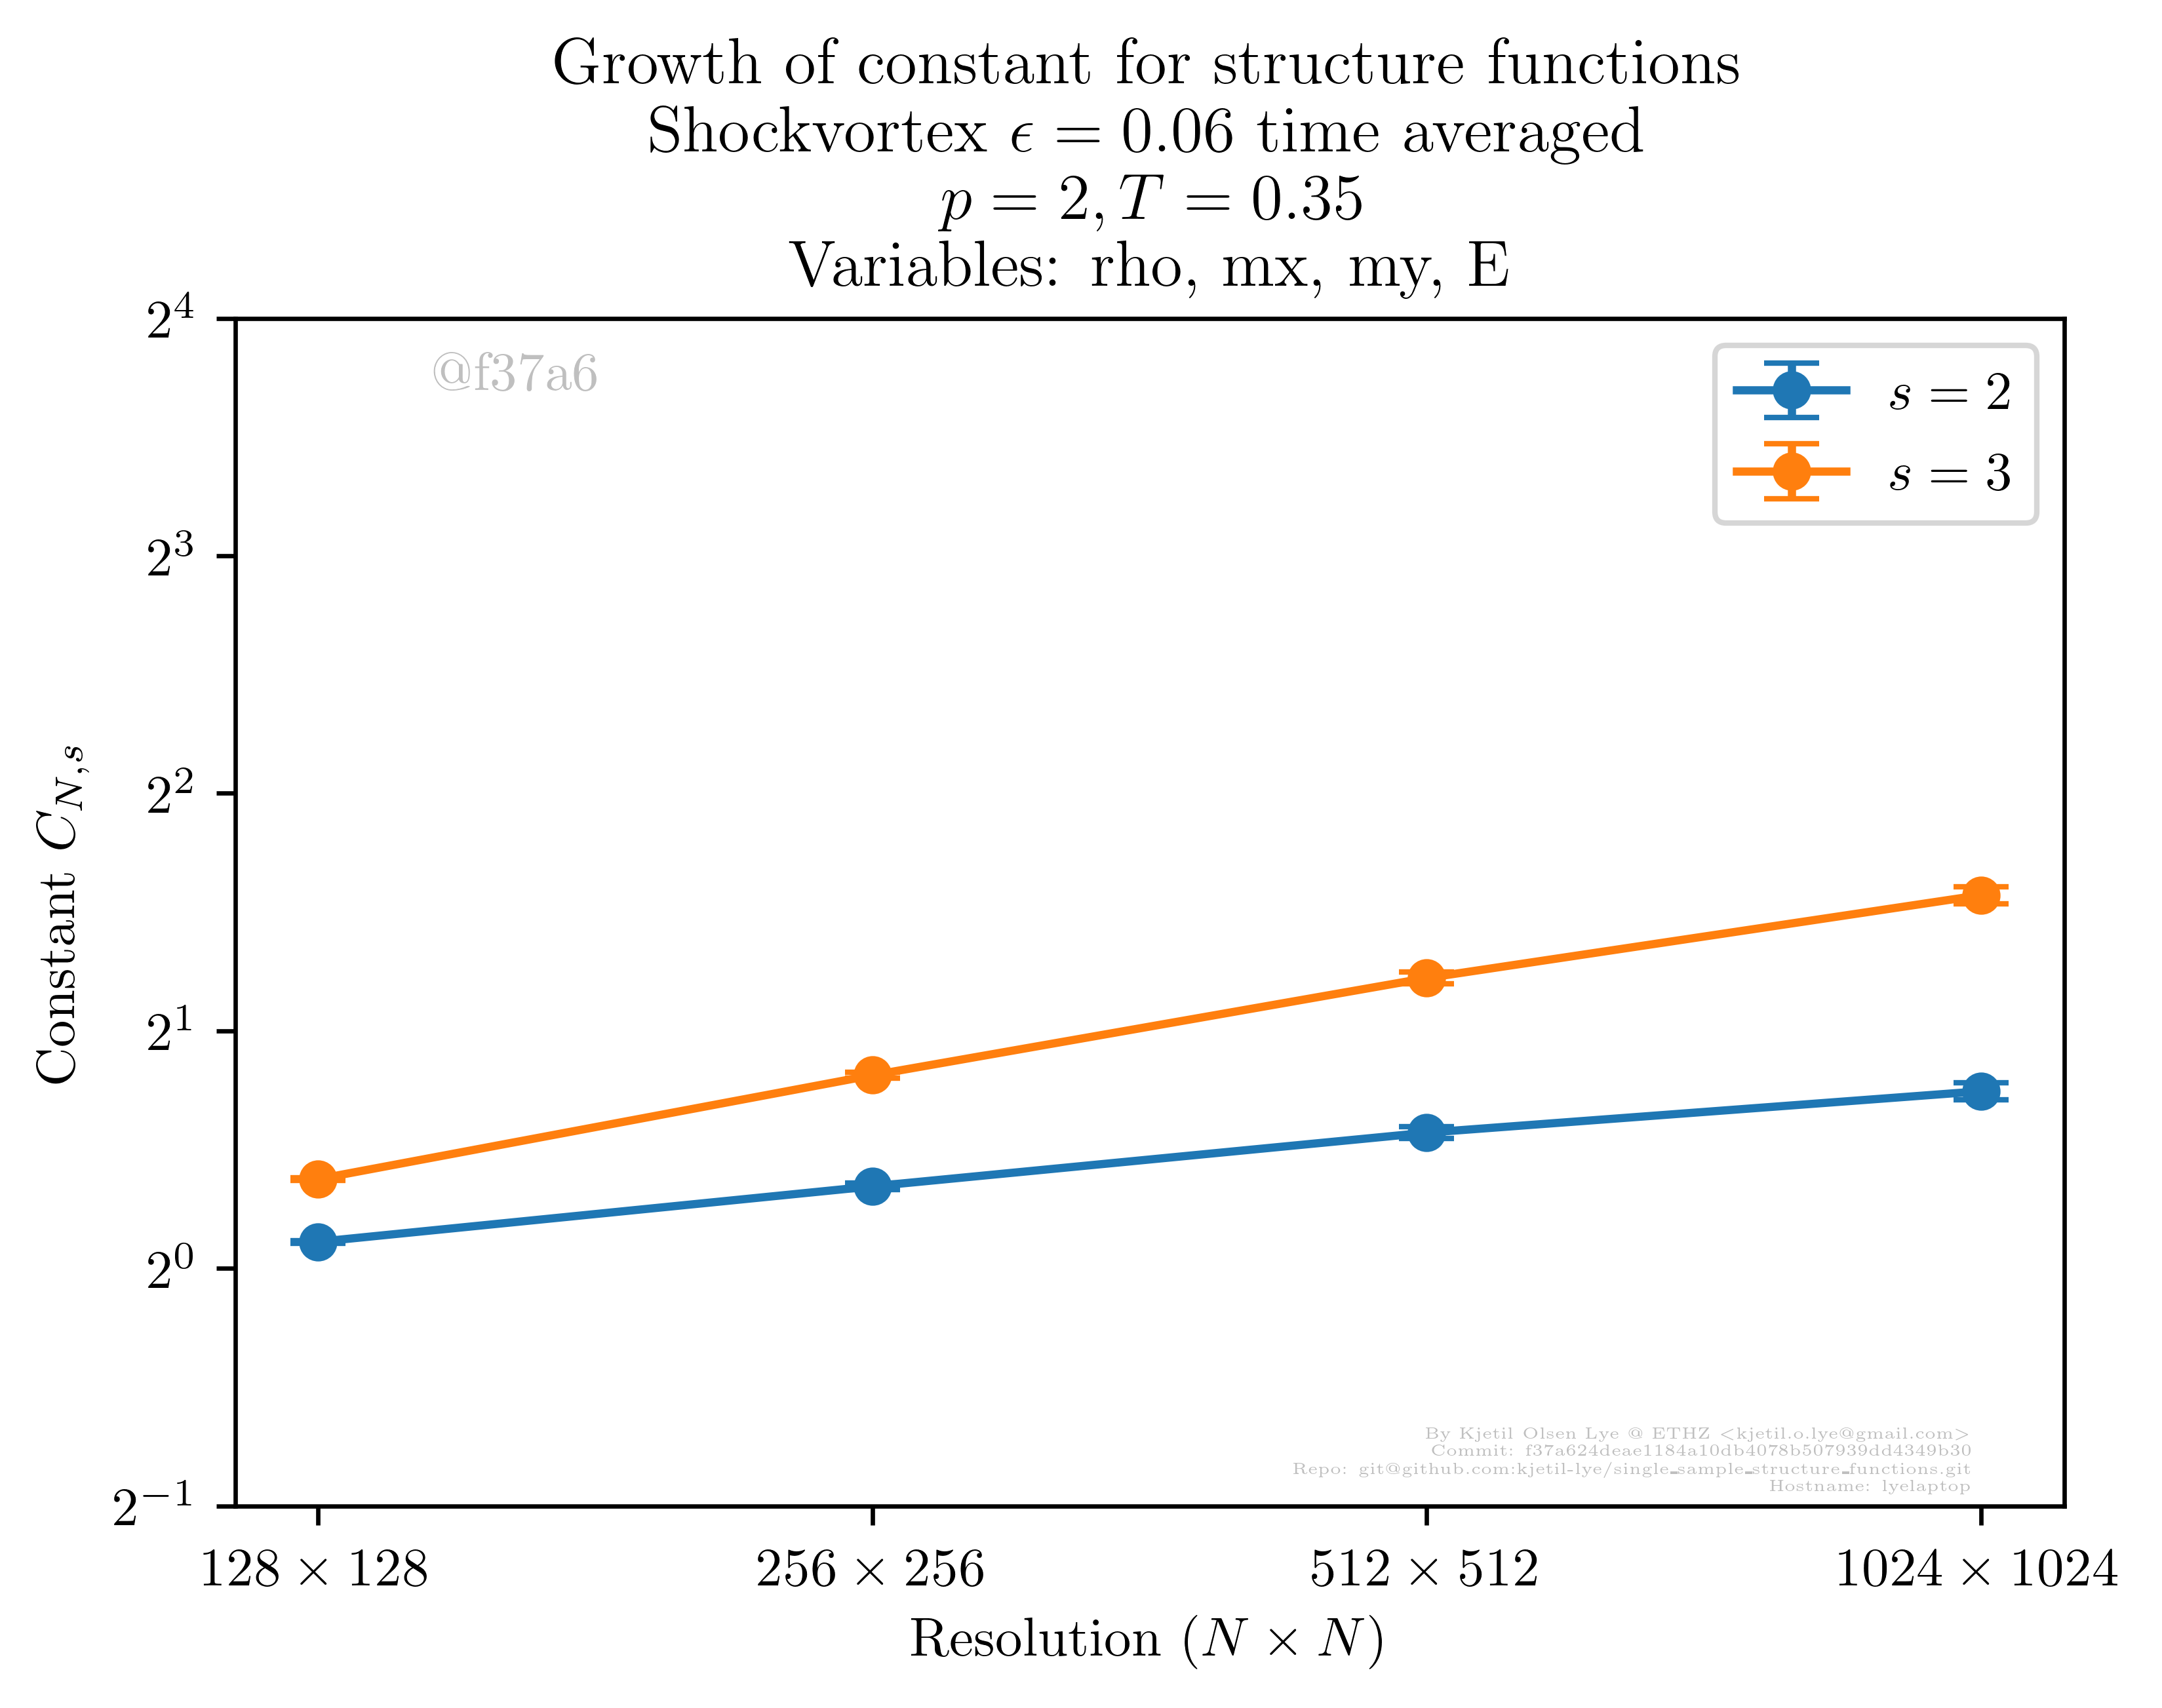 Growth of constant for structure functions
Shockvortex ϵ = 0.06 time averaged
p = 2, T = 0.35
Variables: rho, mx, my, E
@f37a6
s = 2
s = 3
2^4
2^3
2^2
2^1
2^0
2^{-1}
Constant C_{N,s}
By Kjetil Olsen Lye @ ETHZ <kjetil.o.lye@gmail.com>
Commit: f37a624deae1184a10db4078b507939dd4349b30
Repo: git@github.com:kjetil-lye/single_sample_structure_functions.git
Hostname: lyelaptop
128 × 128
256 × 256
512 × 512
1024 × 1024
Resolution (N × N)